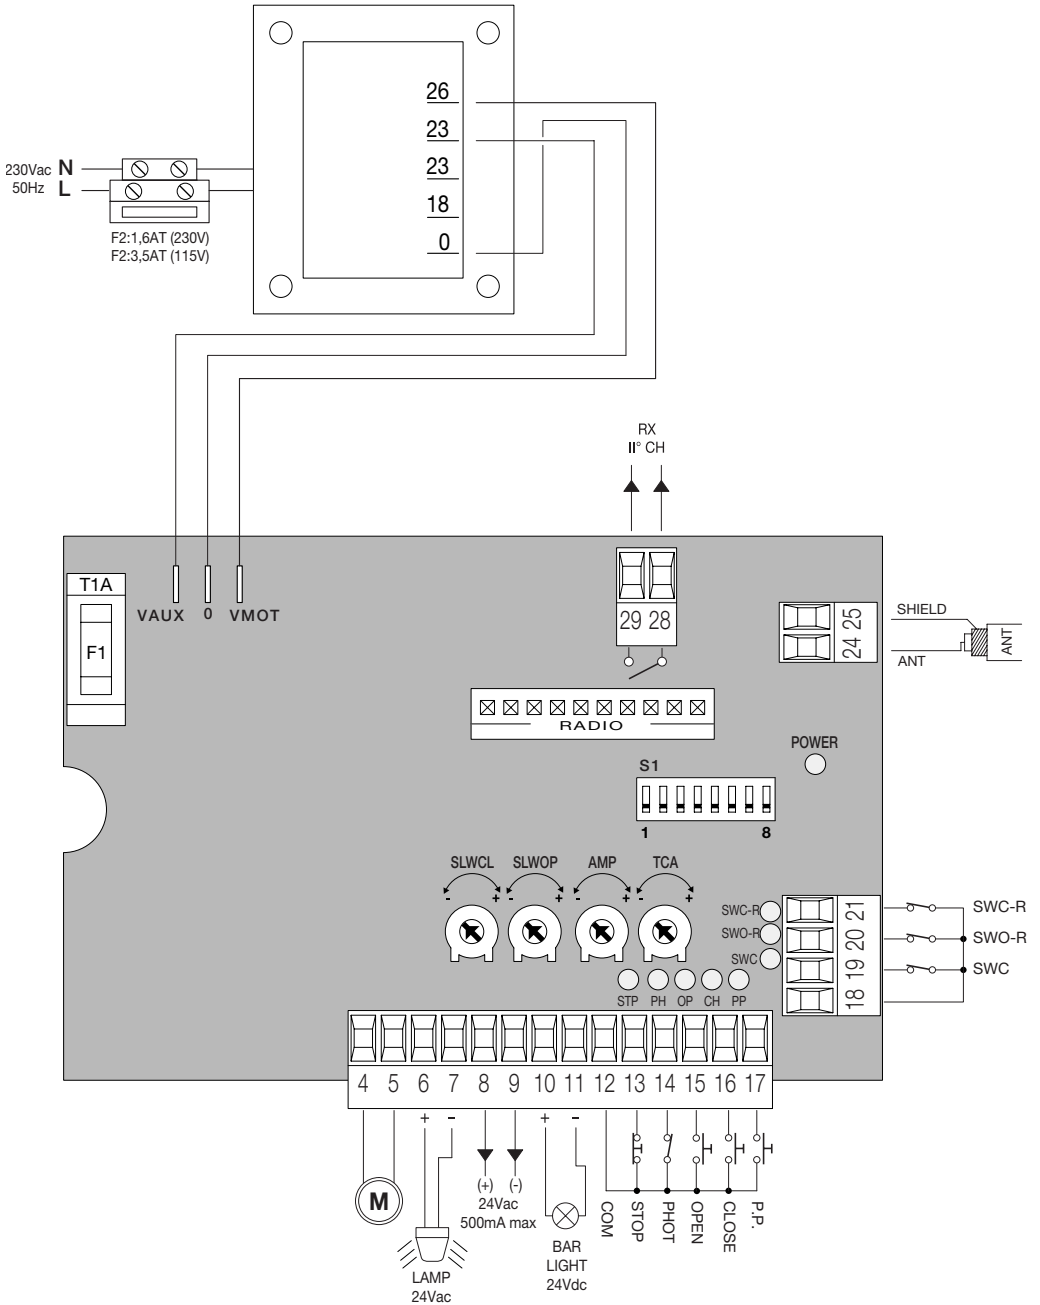 26
23
23
18
0
230Vac N
50Hz L
F2:1,6AT (230V)
F2:3,5AT (115V)
RX
II° CH
T1A
F1
VAUX 0 VMOT
29 28
25
24
SHIELD
ANT
ANT
RADIO
POWER
S1
1 8
SLWCL SLWOP AMP TCA
- + - + - + - +
SWC-R
SWO-R
SWC
21
20
19
18
SWC-R
SWO-R
SWC
STP PH OP CH PP
4 5 6 7 8 9 10 11 12 13 14 15 16 17
+ - + -
M
(+) (-)
24Vac
500mA max
LAMP
24Vac
BAR
LIGHT
24Vdc
COM
STOP
PHOT
OPEN
CLOSE
P.P.